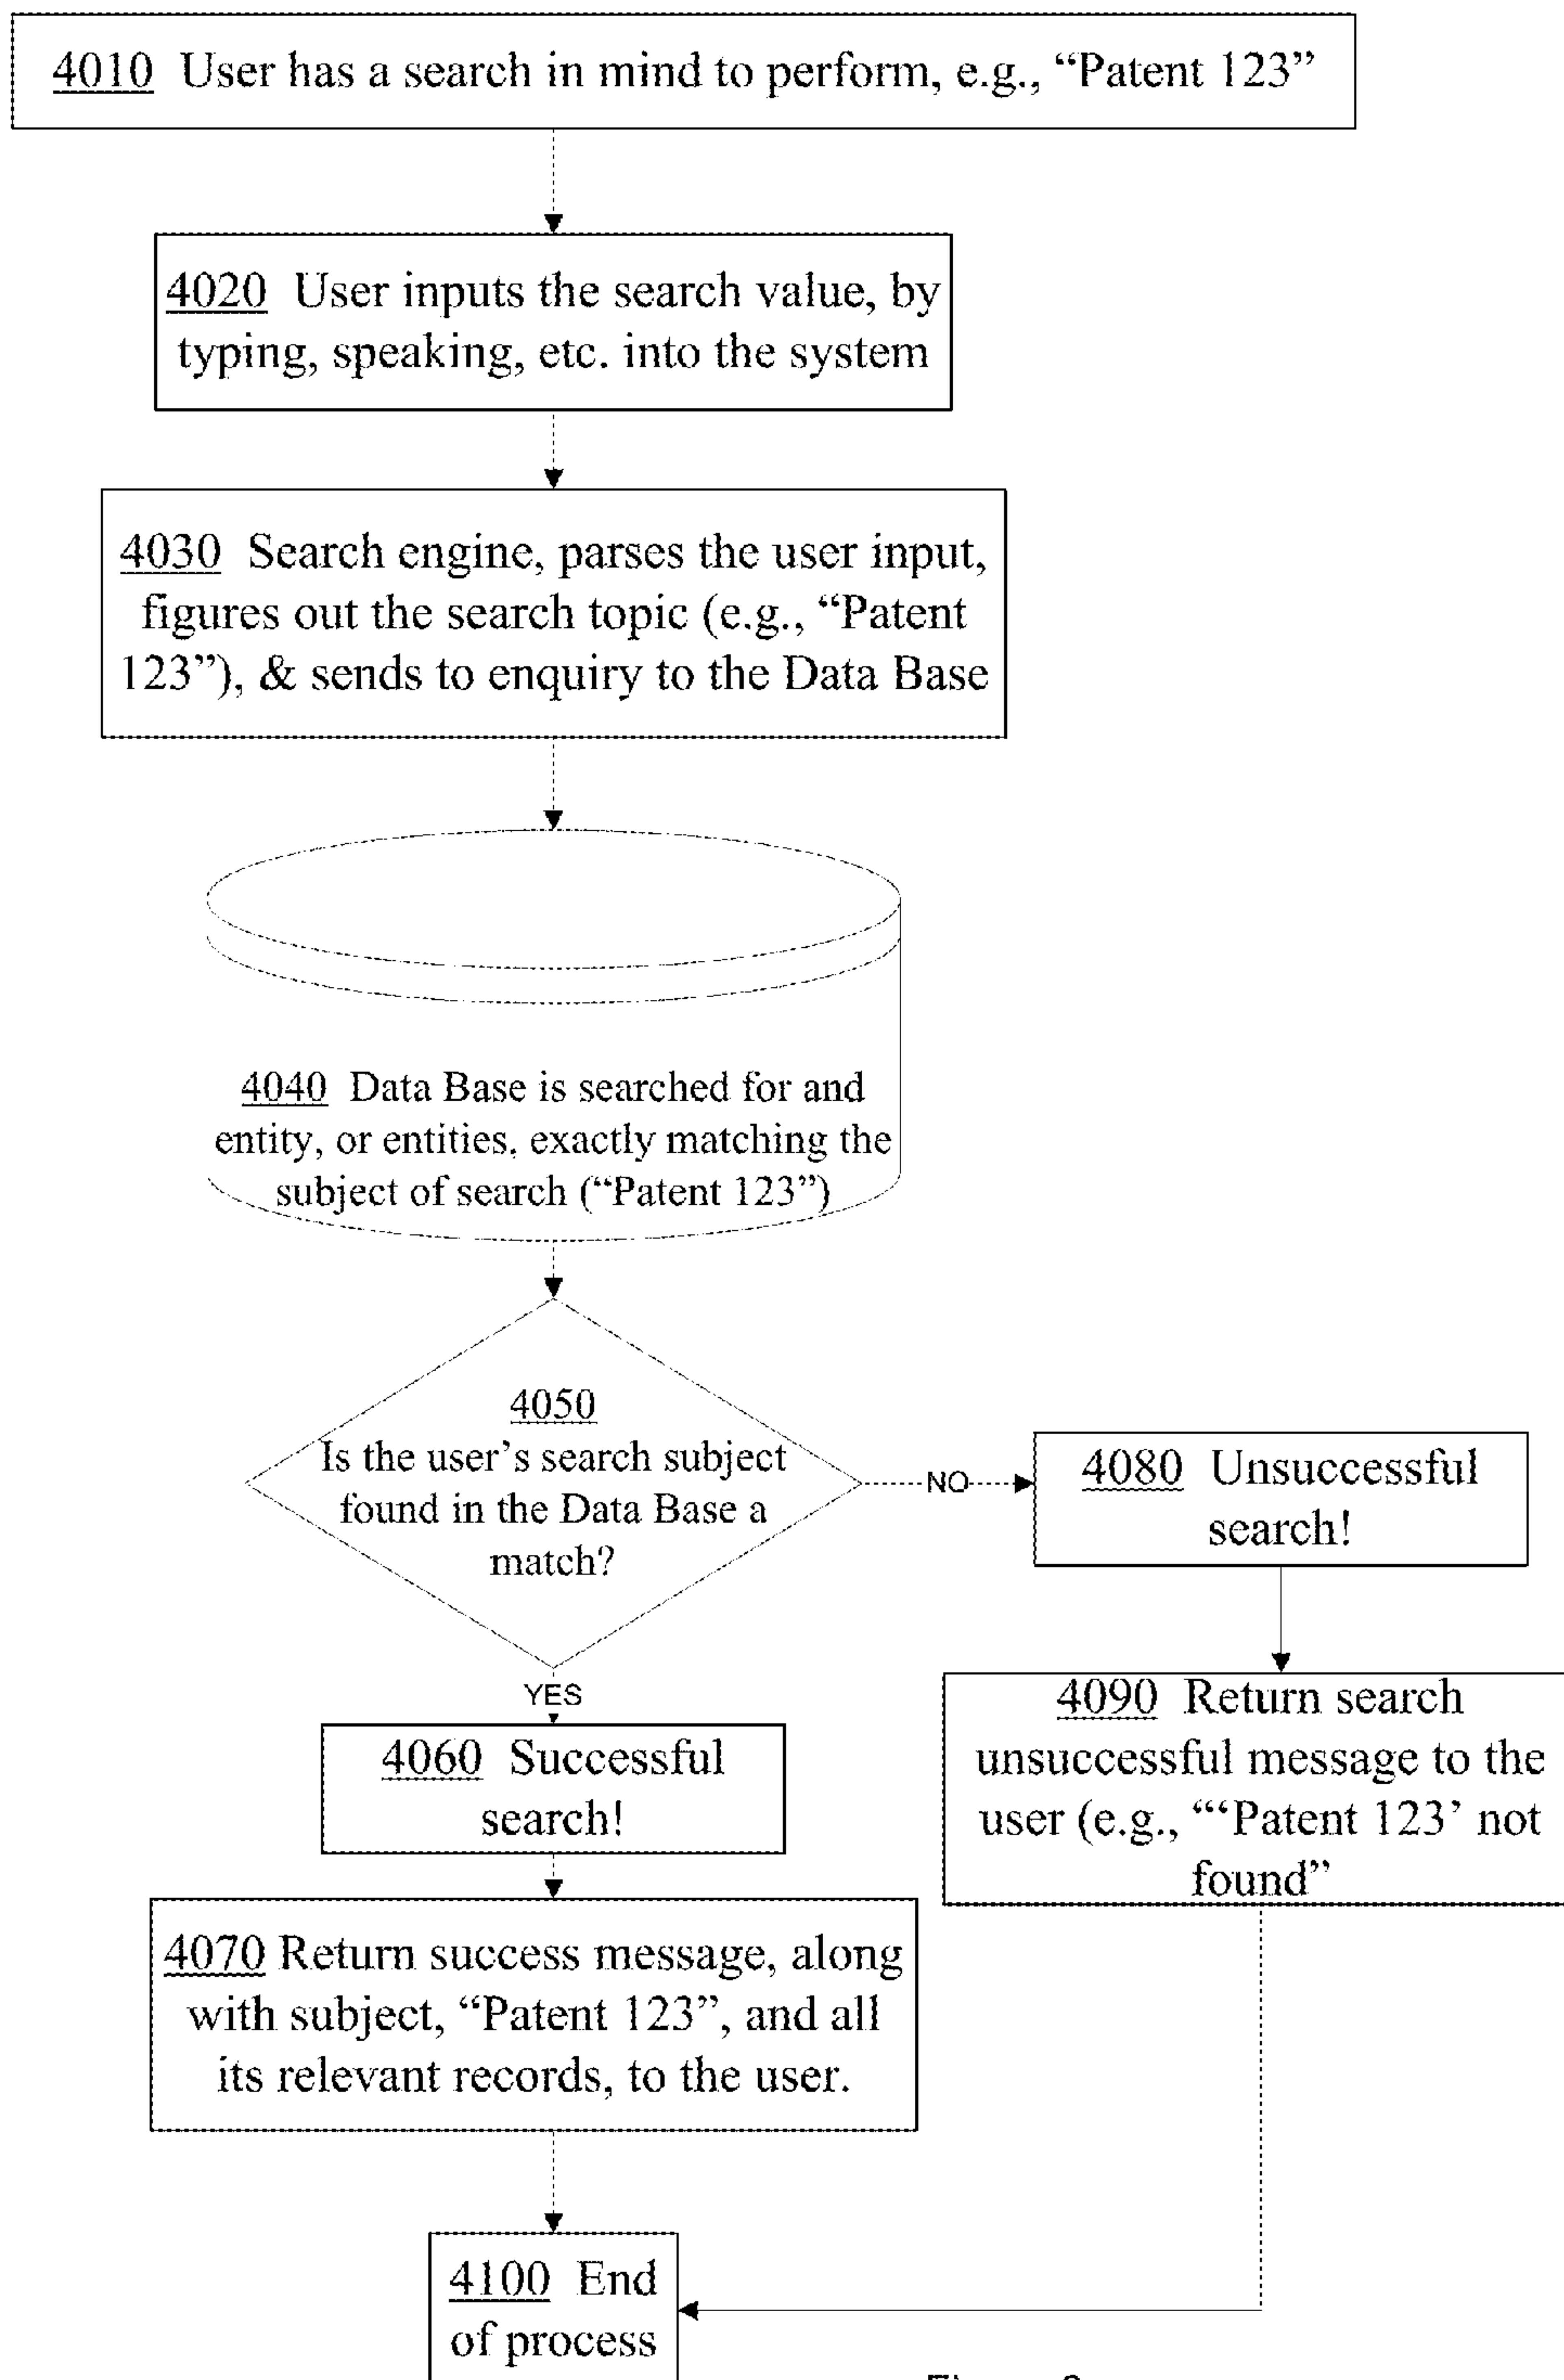 4010 User has a search in mind to perform, e.g., “Patent 123”
4020 User inputs the search value, by
typing, speaking, etc. into the system
4030 Search engine, parses the user input,
figures out the search topic (e.g., “Patent
123”), & sends to enquiry to the Data Base
4040 Data Base is searched for and
entity, or entities, exactly matching the
subject of search (“Patent 123”)
4050
Is the user’s search subject
found in the Data Base a
match?
NO
4080 Unsuccessful
search!
YES
4060 Successful
search!
4090 Return search
unsuccessful message to the
user (e.g., “‘Patent 123’ not
found”
4070 Return success message, along
with subject, “Patent 123”, and all
its relevant records, to the user.
4100 End
of process